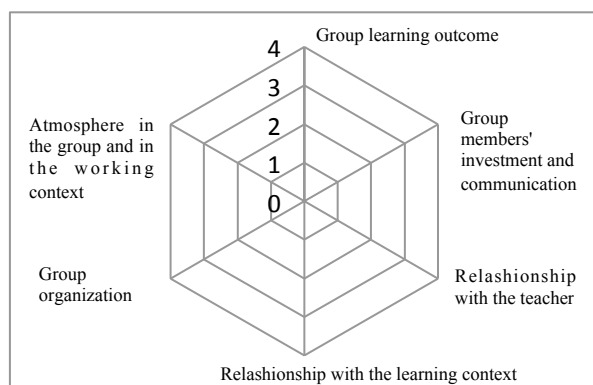 Group learning outcome
4
3
2
1
0
Atmosphere in
the group and in
the working
context
Group
members'
investment and
communication
Group
organization
Relashionship
with the teacher
Relashionship with the learning context